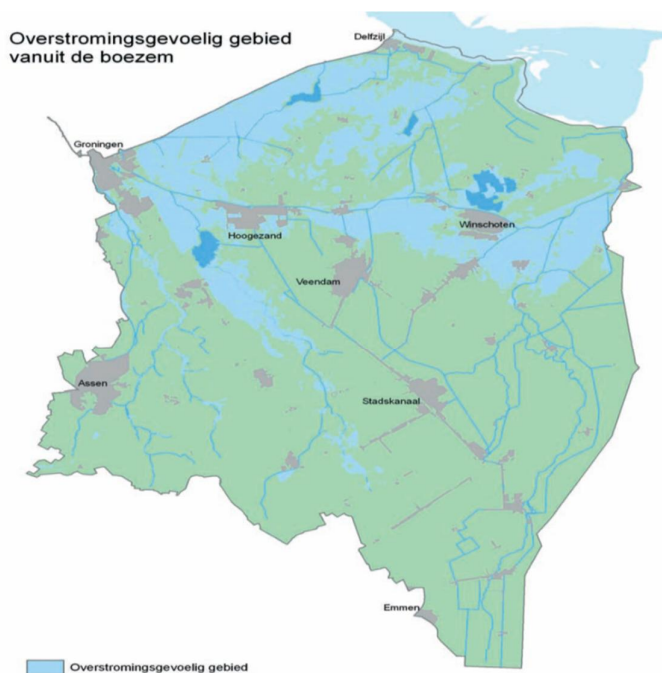 Overstromingsgevoelig gebied
vanuit de boezem
Delfzijl
Groningen
Hoogezand
Winschoten
Veendam
Assen
Stadskanaal
Emmen
Overstromingsgevoelig gebied